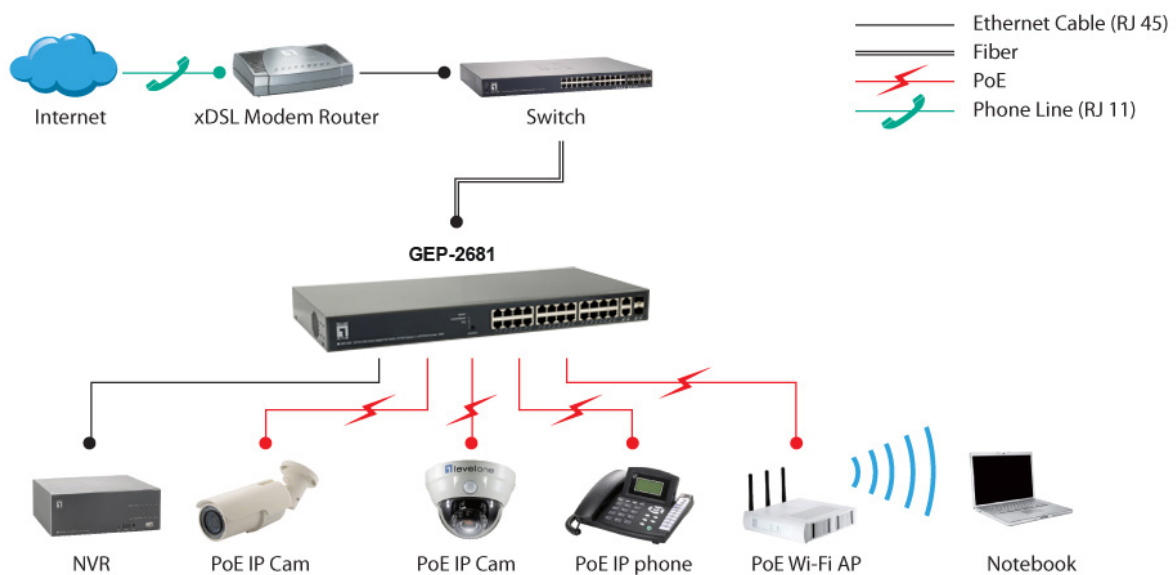 Ethernet Cable (RJ 45)
Fiber
PoE
Phone Line (RJ 11)
Internet
xDSL Modem Router
Switch
GEP-2681
levelone
NVR
PoE IP Cam
PoE IP Cam
PoE IP phone
PoE Wi-Fi AP
Notebook